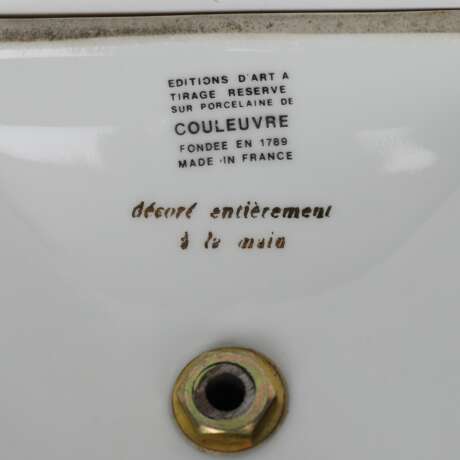 EDITIONS D'ART A
TIRAGE RESERVE
SUR PORCELAINE DE
COULEUVRE
FONDEE EN 1789
MADE IN FRANCE
décoré entièrement
à la main